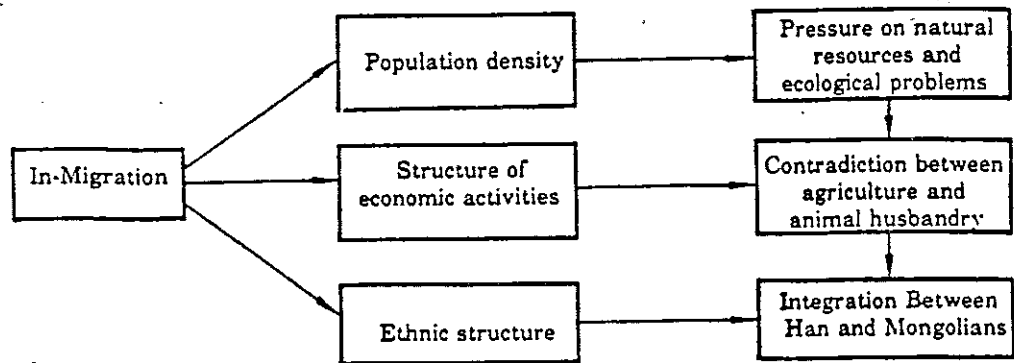 Population density
Pressure on natural
resources and
ecological problems
In-Migration
Structure of
economic activities
Contradiction between
agriculture and
animal husbandry
Ethnic structure
Integration Between
Han and Mongolians